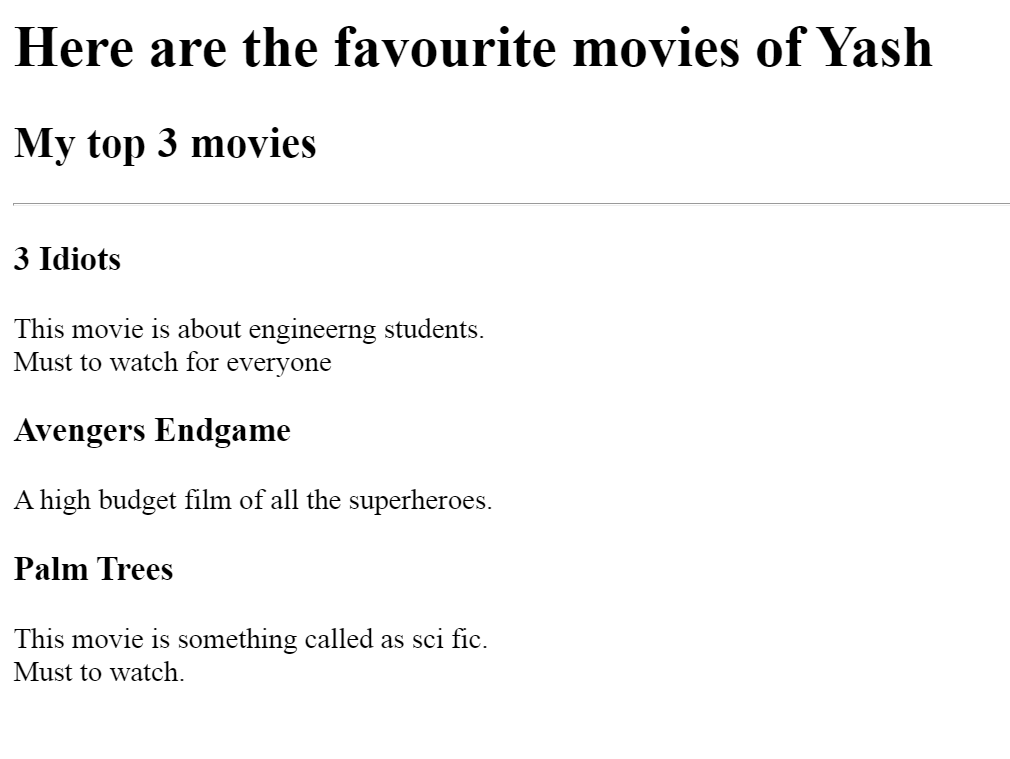 Here are the favourite movies of Yash
My top 3 movies
3 Idiots
This movie is about engineerng students.
Must to watch for everyone
Avengers Endgame
A high budget film of all the superheroes.
Palm Trees
This movie is something called as sci fic.
Must to watch.